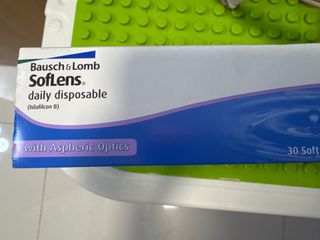 Bausch & Lomb
SofLens®
daily disposable
(hilafilcon B)
with Aspheric Optics
30 Soft